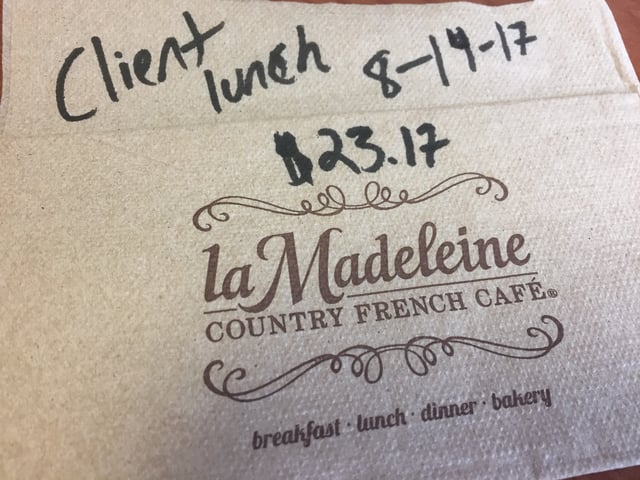 Client lunch 8-14-17
$23.17
la Madeleine
COUNTRY FRENCH CAFÉ®
breakfast · lunch · dinner · bakery